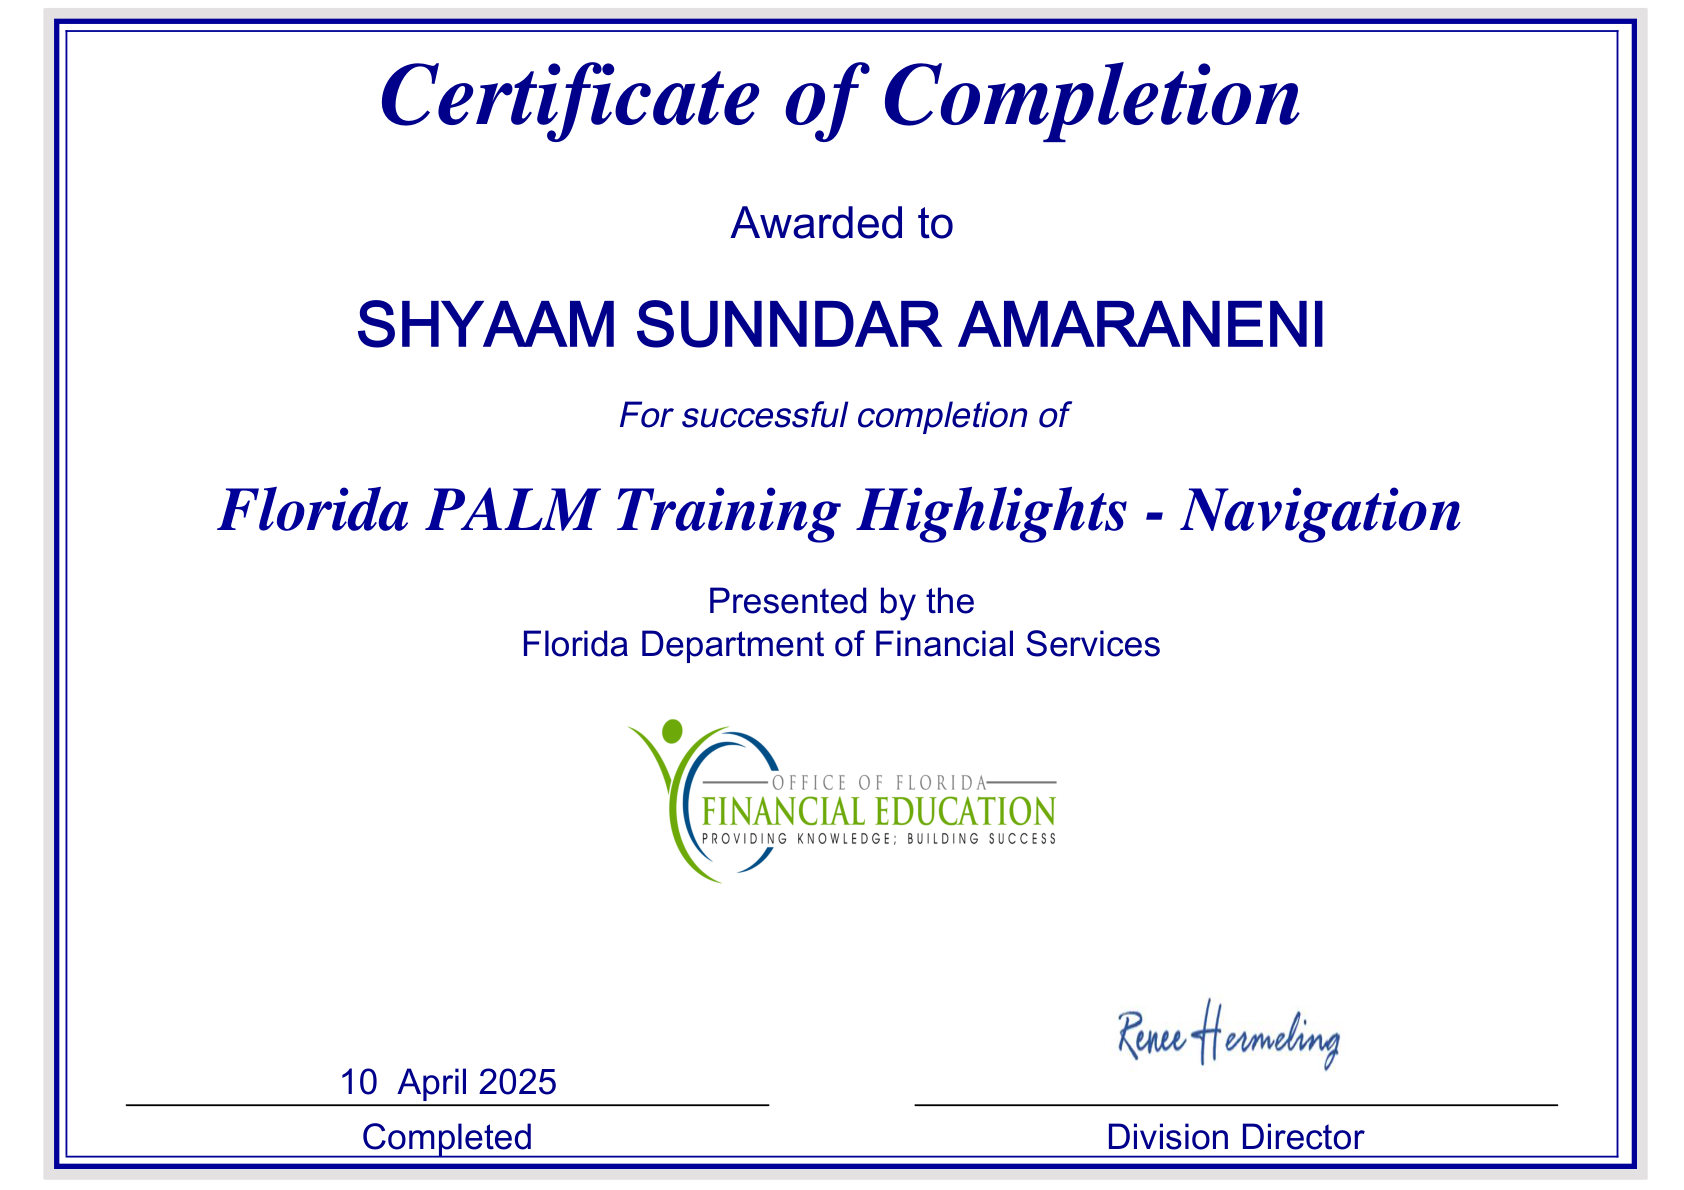 Certificate of Completion
Awarded to
SHYAAM SUNNDAR AMARANENI
For successful completion of
Florida PALM Training Highlights - Navigation
Presented by the
Florida Department of Financial Services
OFFICE OF FLORIDA
FINANCIAL EDUCATION
PROVIDING KNOWLEDGE; BUILDING SUCCESS
Renee Hermeling
10  April 2025
Completed
Division Director